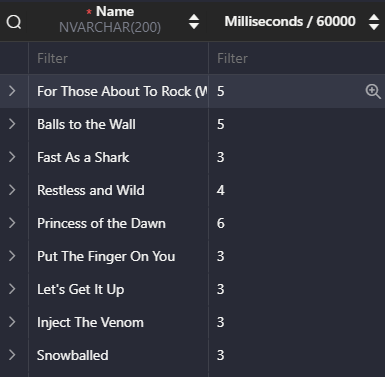 * Name
NVARCHAR(200)
Milliseconds / 60000
Filter
Filter
For Those About To Rock (W
5
Balls to the Wall
5
Fast As a Shark
3
Restless and Wild
4
Princess of the Dawn
6
Put The Finger On You
3
Let's Get It Up
3
Inject The Venom
3
Snowballed
3